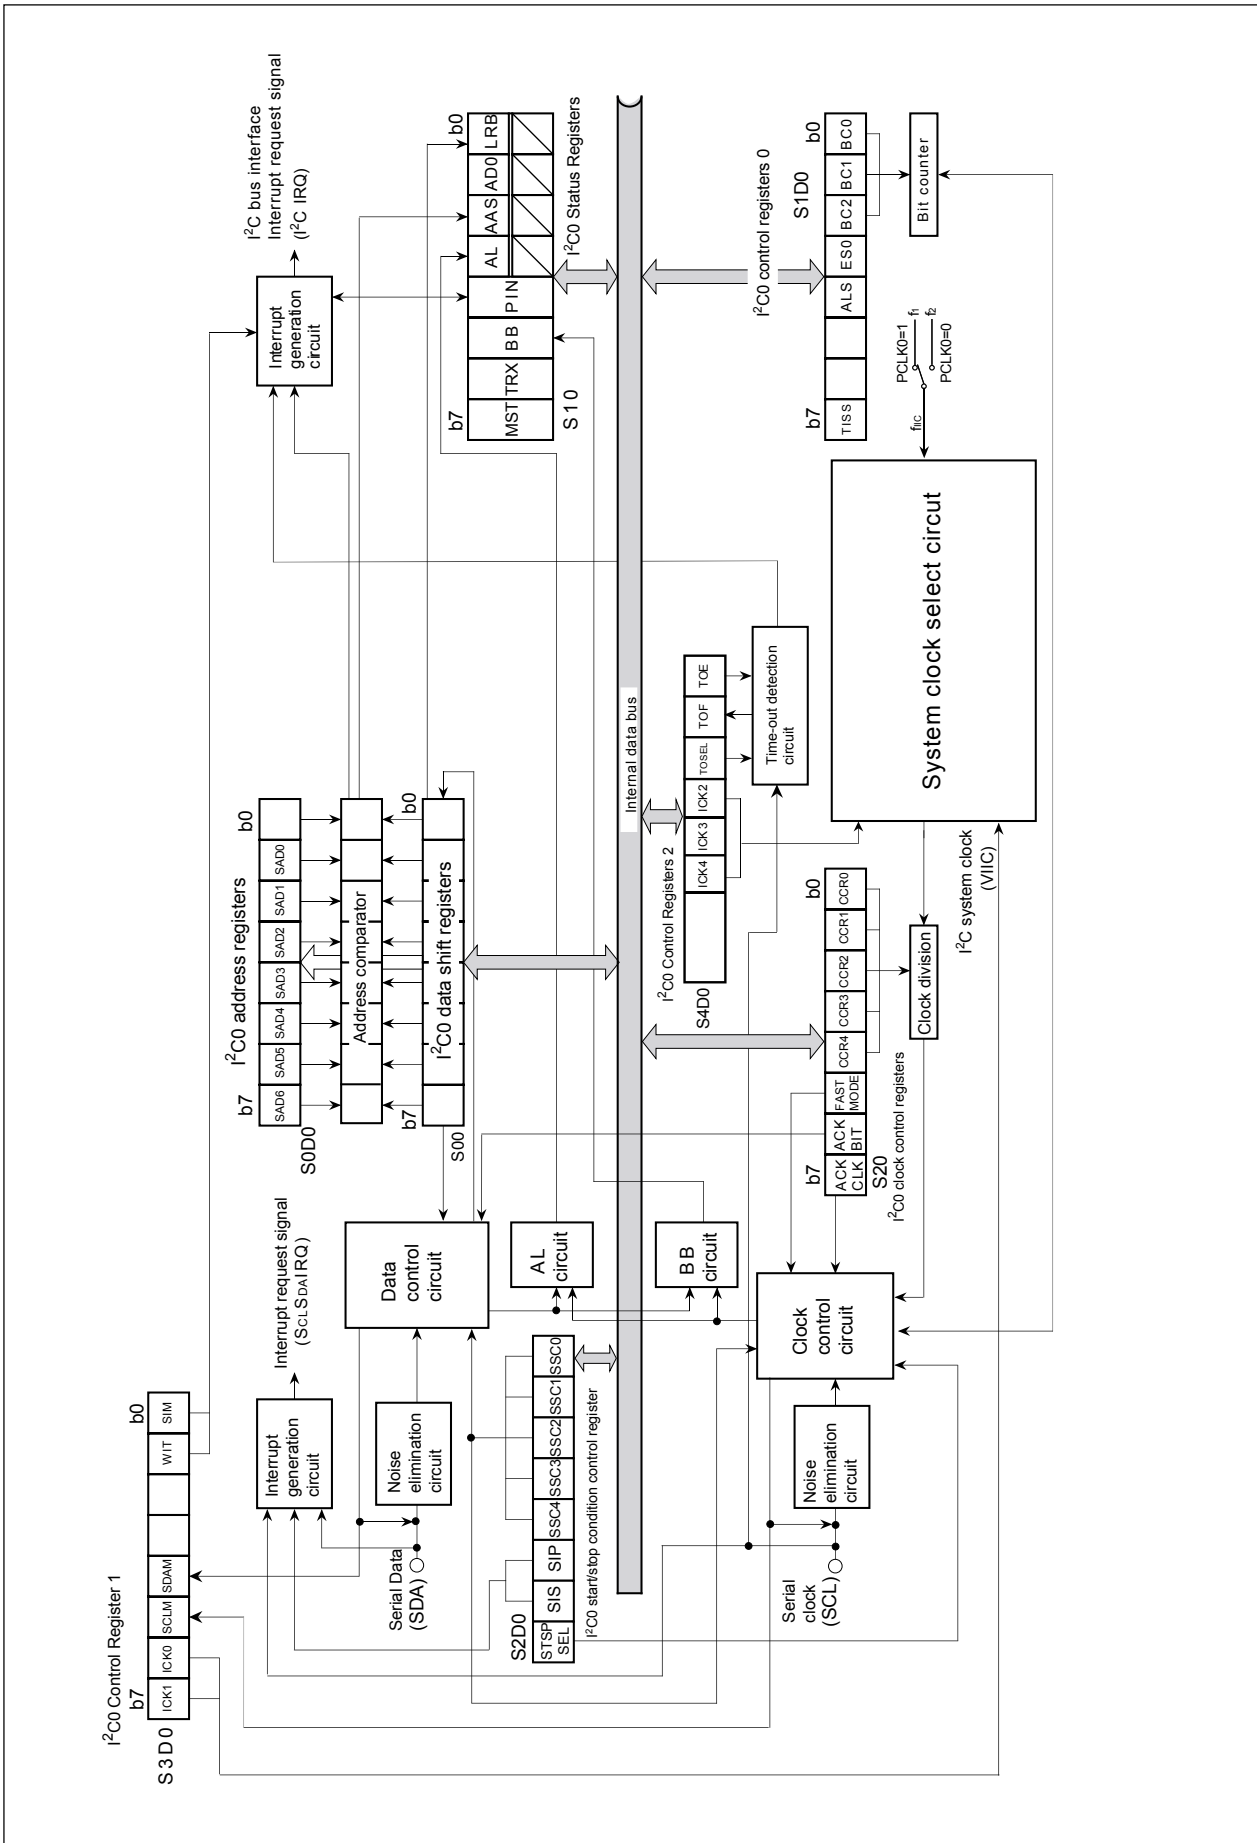 I²C0 Control Register 1
b7
b0
ICK1 ICK0 SCLM SDAM WIT SIM
S3D0
Interrupt
generation
circuit
Interrupt request signal
(SCLSDAIRQ)
Serial Data
(SDA)
Noise
elimination
circuit
Data
control
circuit
I²C0 address registers
b7
b0
SAD6 SAD5 SAD4 SAD3 SAD2 SAD1 SAD0
S0D0
Address comparator
b7
b0
I²C0 data shift registers
S00
Interrupt
generation
circuit
I²C bus interface
Interrupt request signal
(I²C IRQ)
b7
b0
MST TRX BB PIN AL AAS AD0 LRB
S10
I²C0 Status Registers
AL
circuit
BB
circuit
S2D0
STSP
SEL
SIS SIP SSC4 SSC3 SSC2 SSC1 SSC0
I²C0 start/stop condition control register
Internal data bus
I²C0 Control Registers 2
S4D0
ICK4 ICK3 ICK2 TOSEL TOF TOE
Time-out detection
circuit
I²C0 control registers 0
S1D0
b7
b0
TISS ALS ES0 BC2 BC1 BC0
Bit counter
Serial
clock
(SCL)
Noise
elimination
circuit
Clock
control
circuit
b7
b0
ACK
CLK
ACK
BIT
FAST
MODE
CCR4 CCR3 CCR2 CCR1 CCR0
S20
I²C0 clock control registers
Clock division
I²C system clock
(VIIC)
System clock select circut
fIIC
PCLK0=1
f1
f2
PCLK0=0